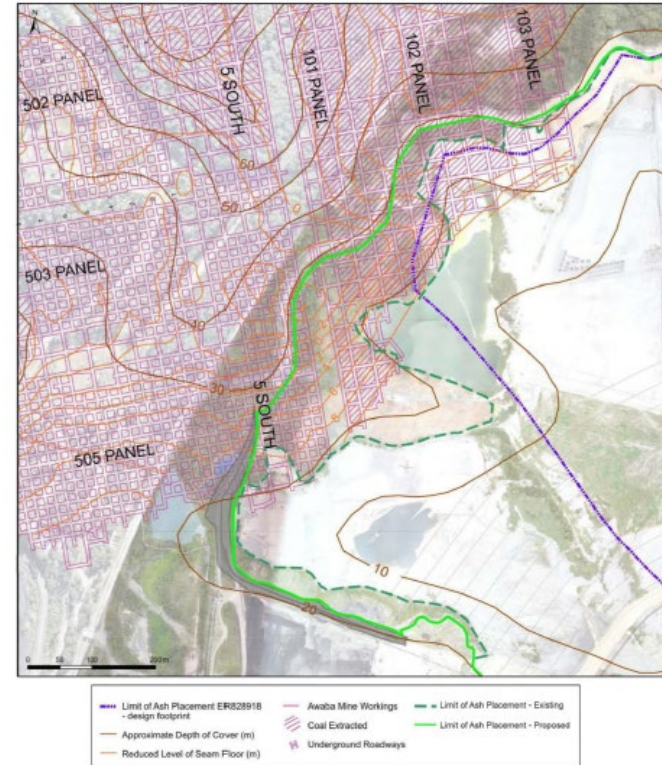 N
103 PANEL
102 PANEL
101 PANEL
5 SOUTH
502 PANEL
60
50
0
503 PANEL
40
30
5 SOUTH
505 PANEL
10
20
0 50 100 200m
Limit of Ash Placement EIR828918
- design footprint
Approximate Depth of Cover (m)
Reduced Level of Seam Floor (m)
Awaba Mine Workings
Coal Extracted
Underground Roadways
Limit of Ash Placement - Existing
Limit of Ash Placement - Proposed